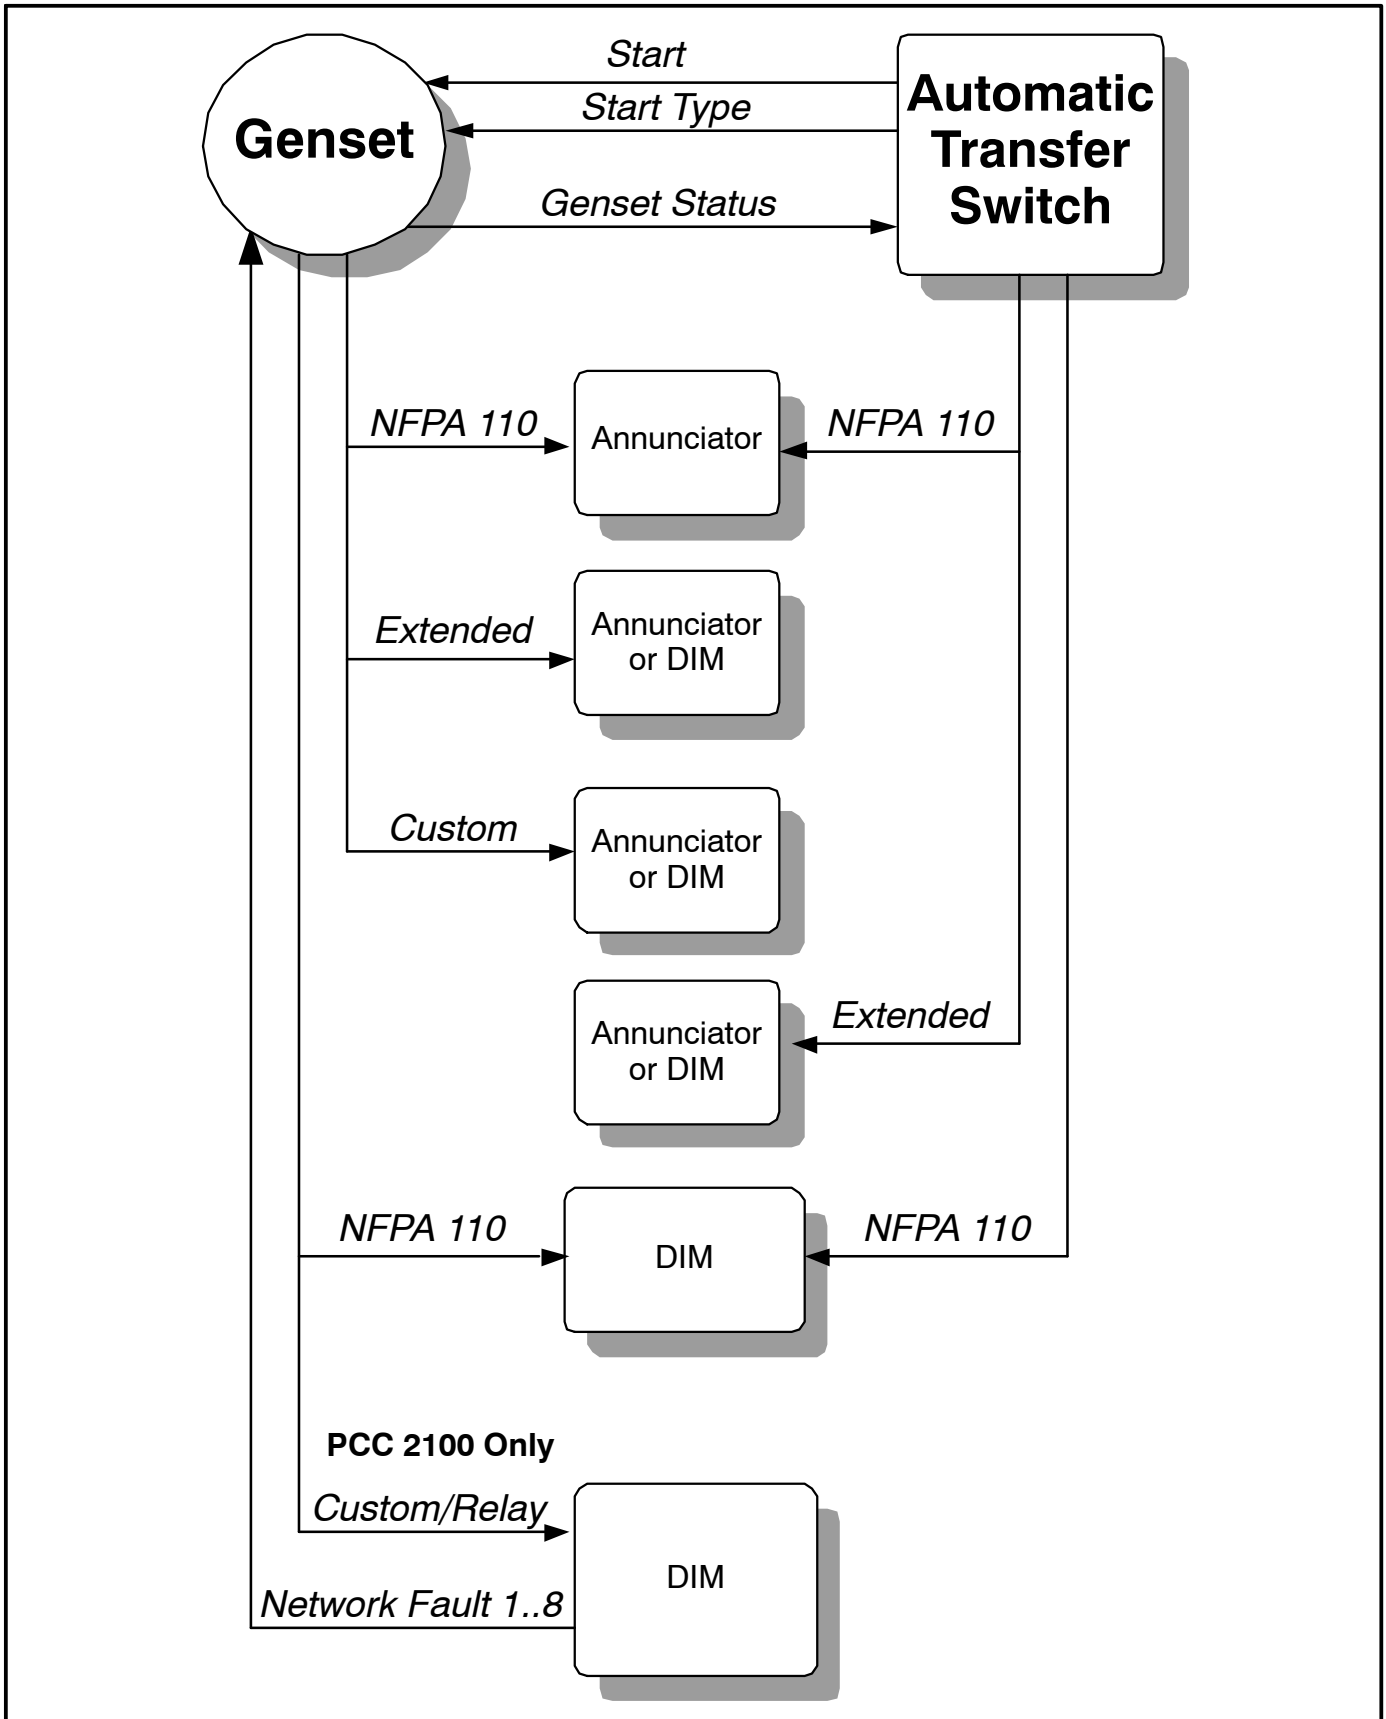 Start
Start Type
Genset
Automatic
Transfer
Switch
Genset Status
NFPA 110
Annunciator
NFPA 110
Extended
Annunciator
or DIM
Custom
Annunciator
or DIM
Annunciator
or DIM
Extended
NFPA 110
DIM
NFPA 110
PCC 2100 Only
Custom/Relay
DIM
Network Fault 1..8